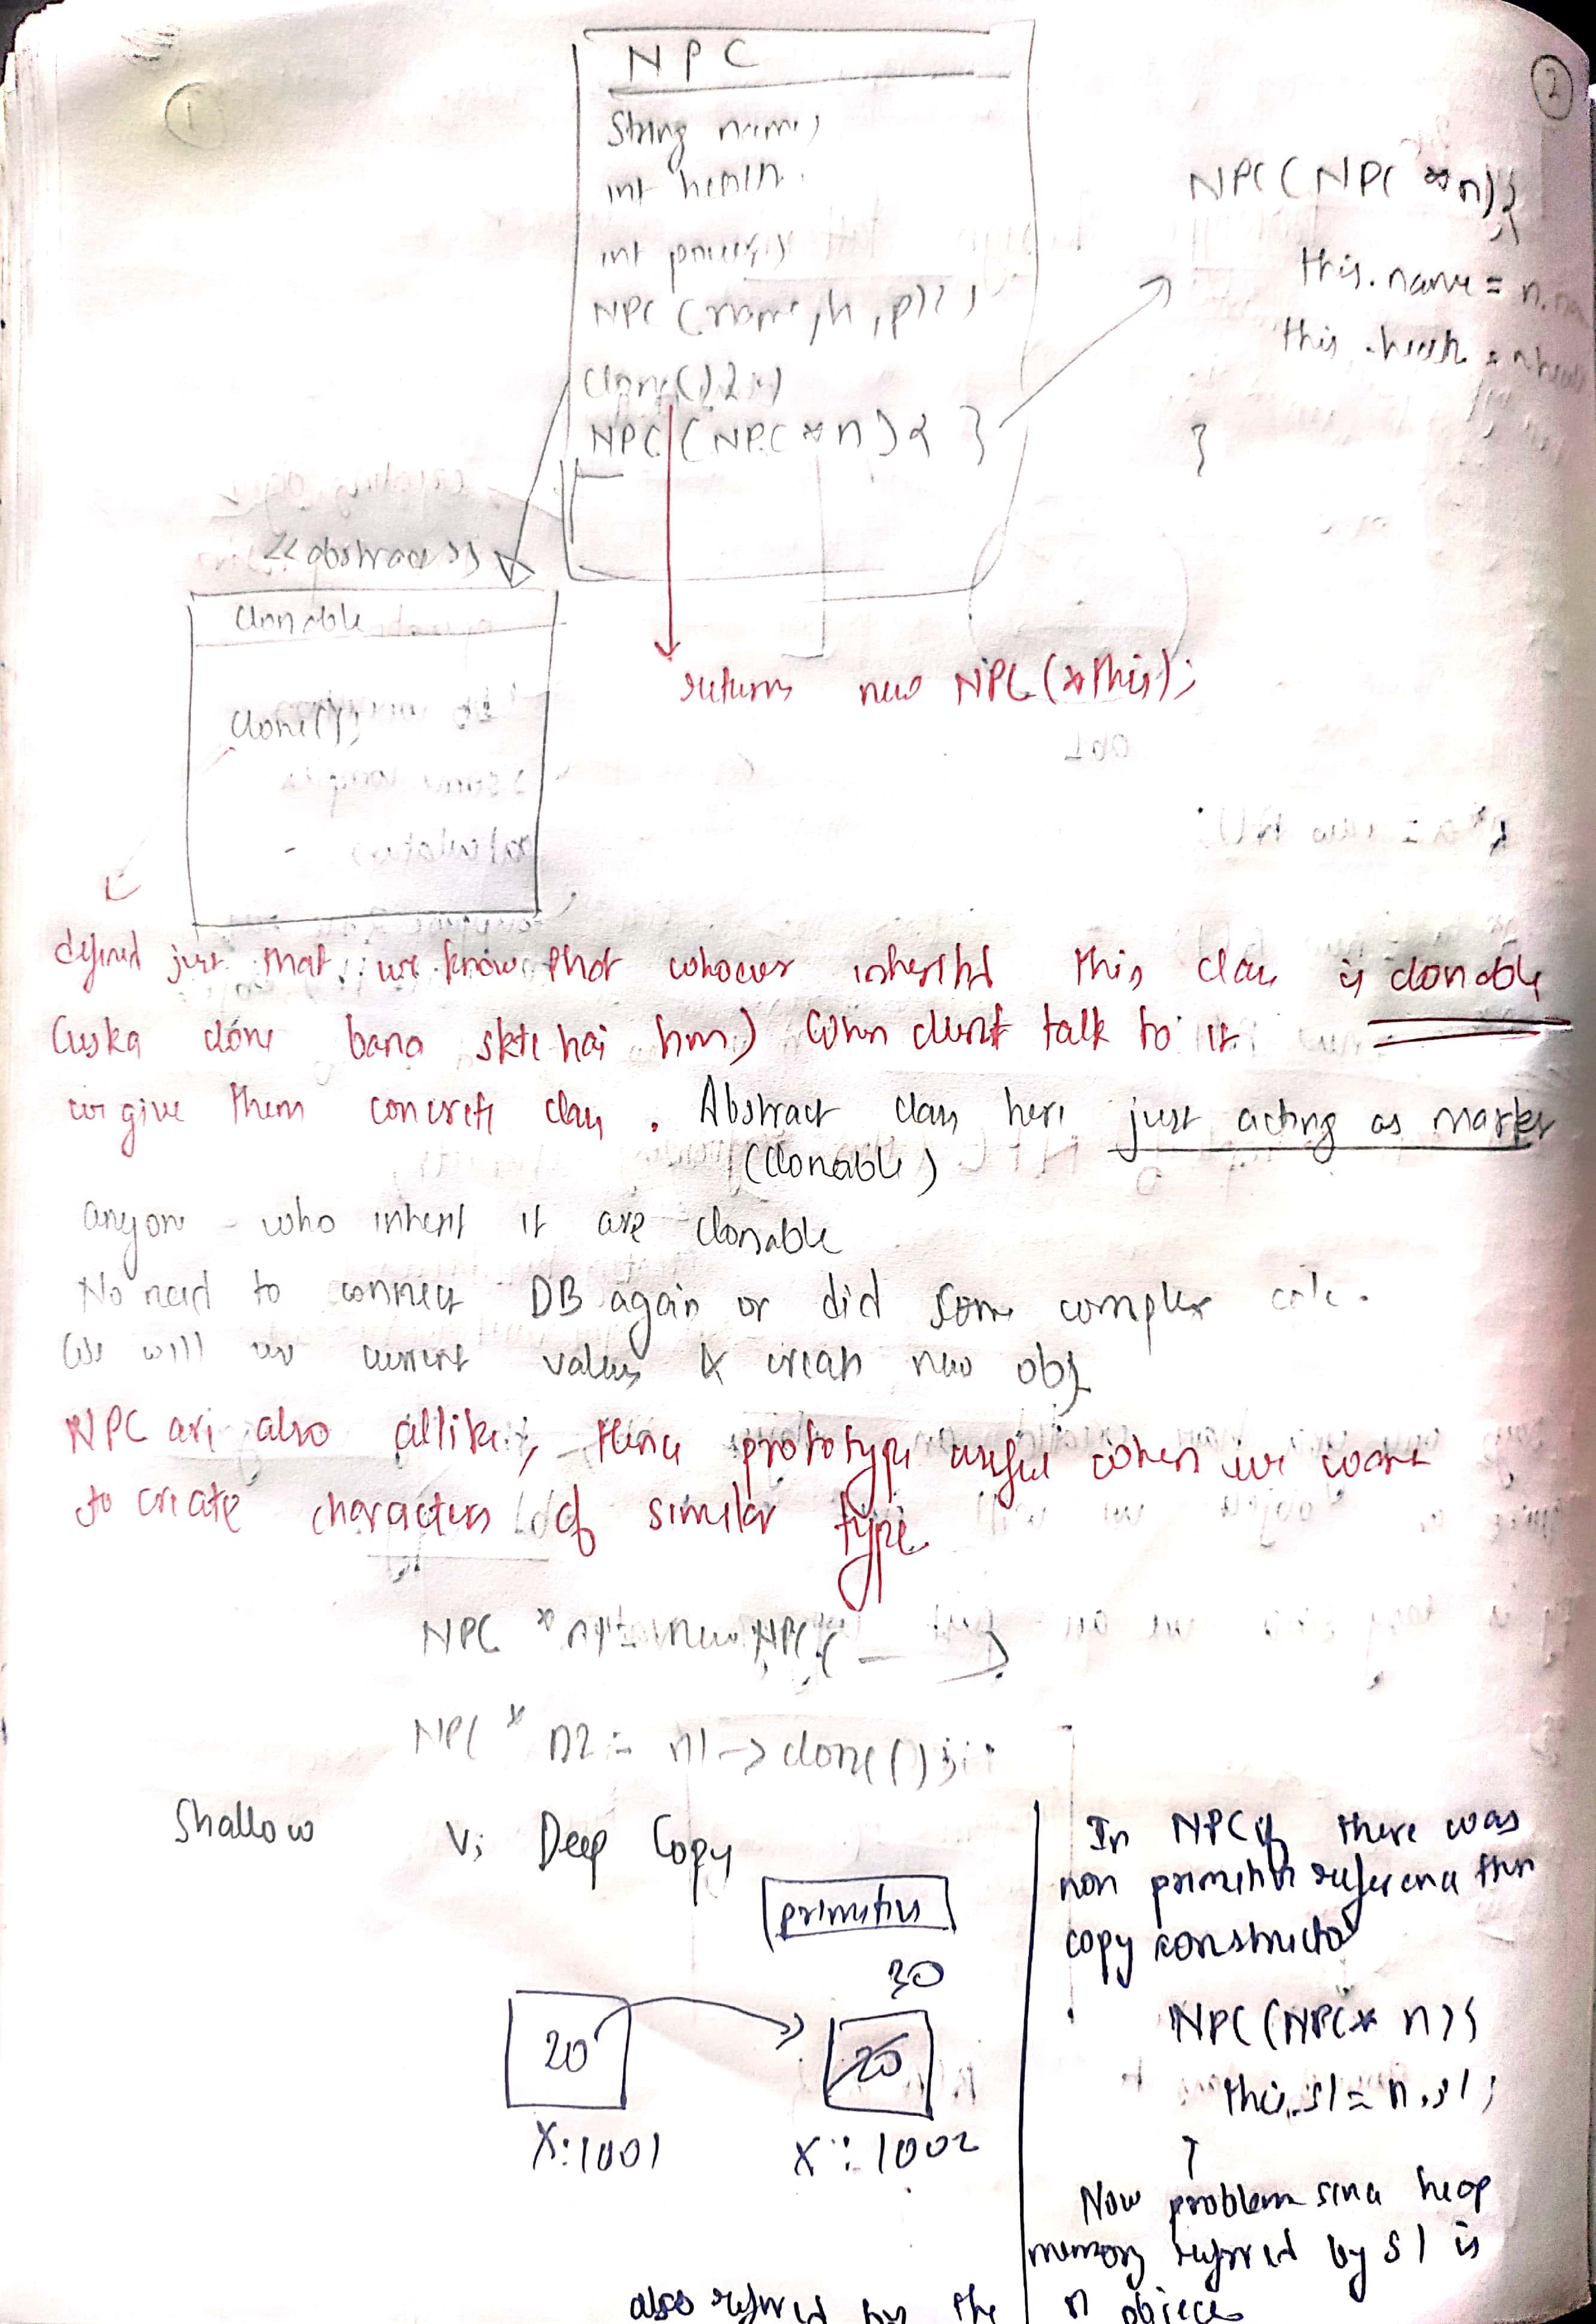 1
2
NPC
String name;
int health;
int power;
NPC (name, h, p){ }
Clone(){ }
NPC (NPC *n) { }
NPC (NPC *n) {
this.name = n.
this.health =
}
<<abstract>>
Clonable
Clone();
returns new NPC (*this);
defined just that we know that whoever inherited this class is clonable
(uska clone bana skte hai hum) when client talk to it
we give them concrete class. Abstract class here just acting as marker
(Clonable)
anyone who inherit it are clonable
No need to connect DB again or did some complex calc.
we will use current values & create new obj
NPC are also allike, hence prototype useful when we want
to create characters of similar type
NPC *n1 = new NPC( __ )
NPC * n2 = n1 -> clone();
Shallow Vs Deep Copy
primitive
30
20
20
X:1001
X:1002
In NPC if there was
non primitive reference then
copy constructor
NPC (NPC* n){
this.s1 = n.s1;
Now problem since heap
memory referred by s1 is
also referred by the n object